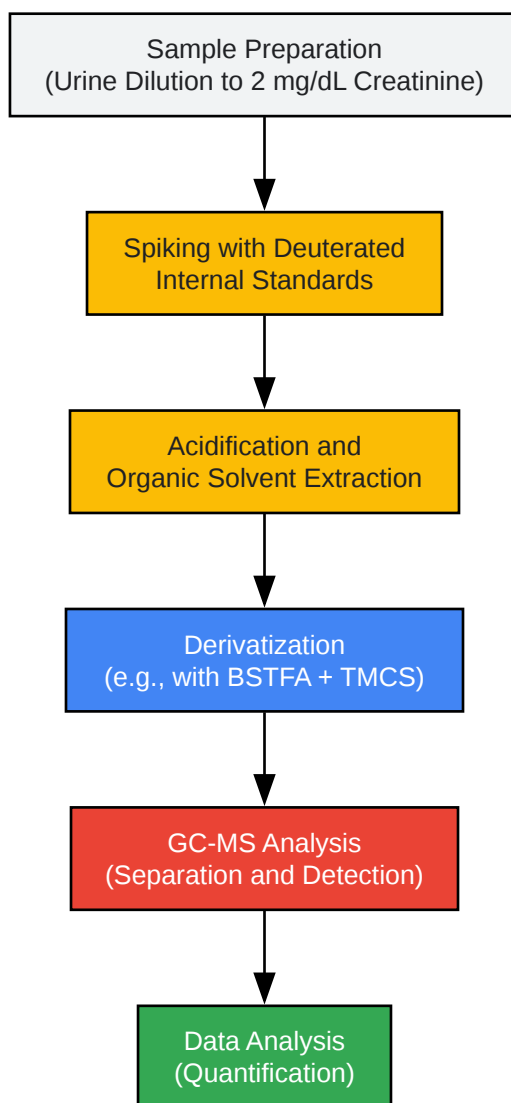 Sample Preparation
(Urine Dilution to 2 mg/dL Creatinine)
Spiking with Deuterated
Internal Standards
Acidification and
Organic Solvent Extraction
Derivatization
(e.g., with BSTFA + TMCS)
GC-MS Analysis
(Separation and Detection)
Data Analysis
(Quantification)